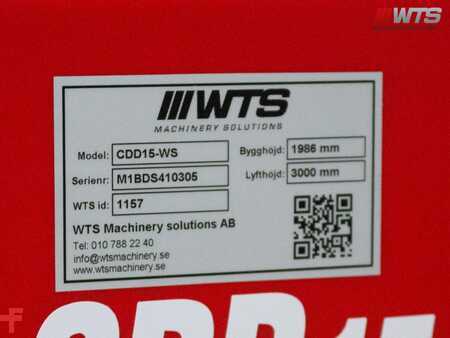 WTS
WTS
MACHINERY SOLUTIONS
Model: CDD15-WS Bygghöjd: 1986 mm
Serienr: M1BDS410305 Lyfthöjd: 3000 mm
WTS id: 1157
WTS Machinery solutions AB
Tel: 010 788 22 40
info@wtsmachinery.se
www.wtsmachinery.se
CDD15